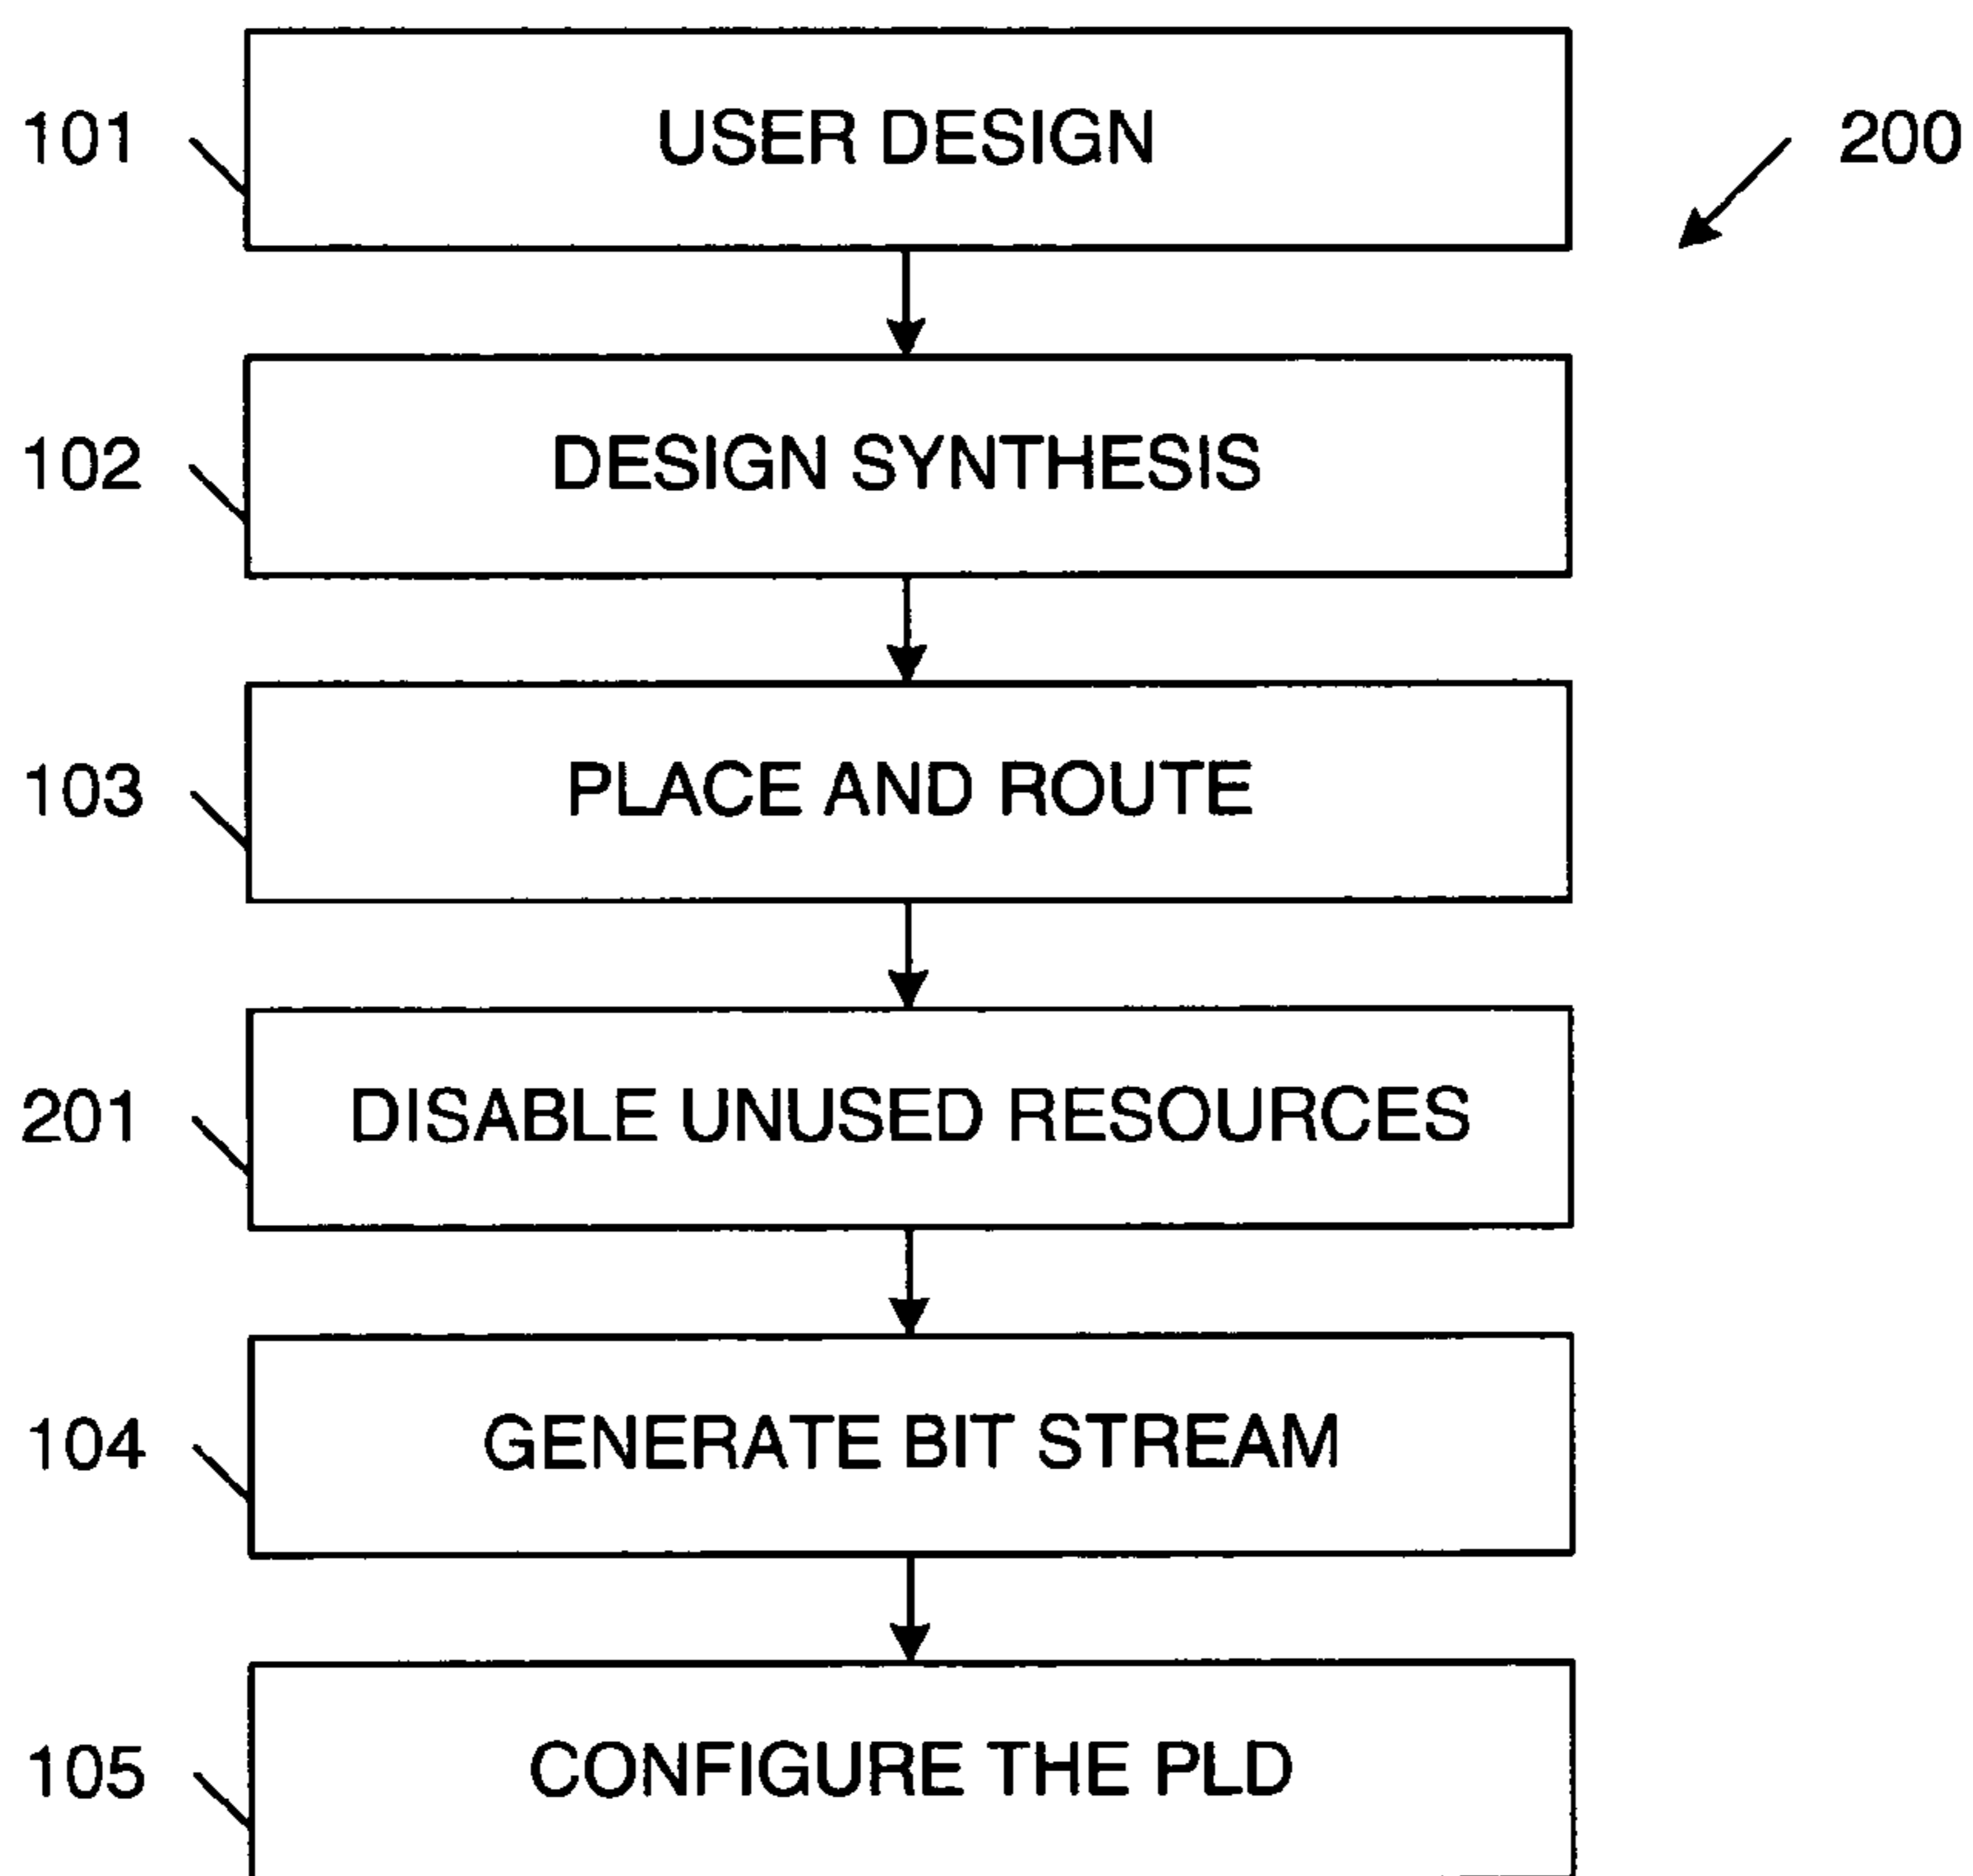 101 USER DESIGN 200
102 DESIGN SYNTHESIS
103 PLACE AND ROUTE
201 DISABLE UNUSED RESOURCES
104 GENERATE BIT STREAM
105 CONFIGURE THE PLD